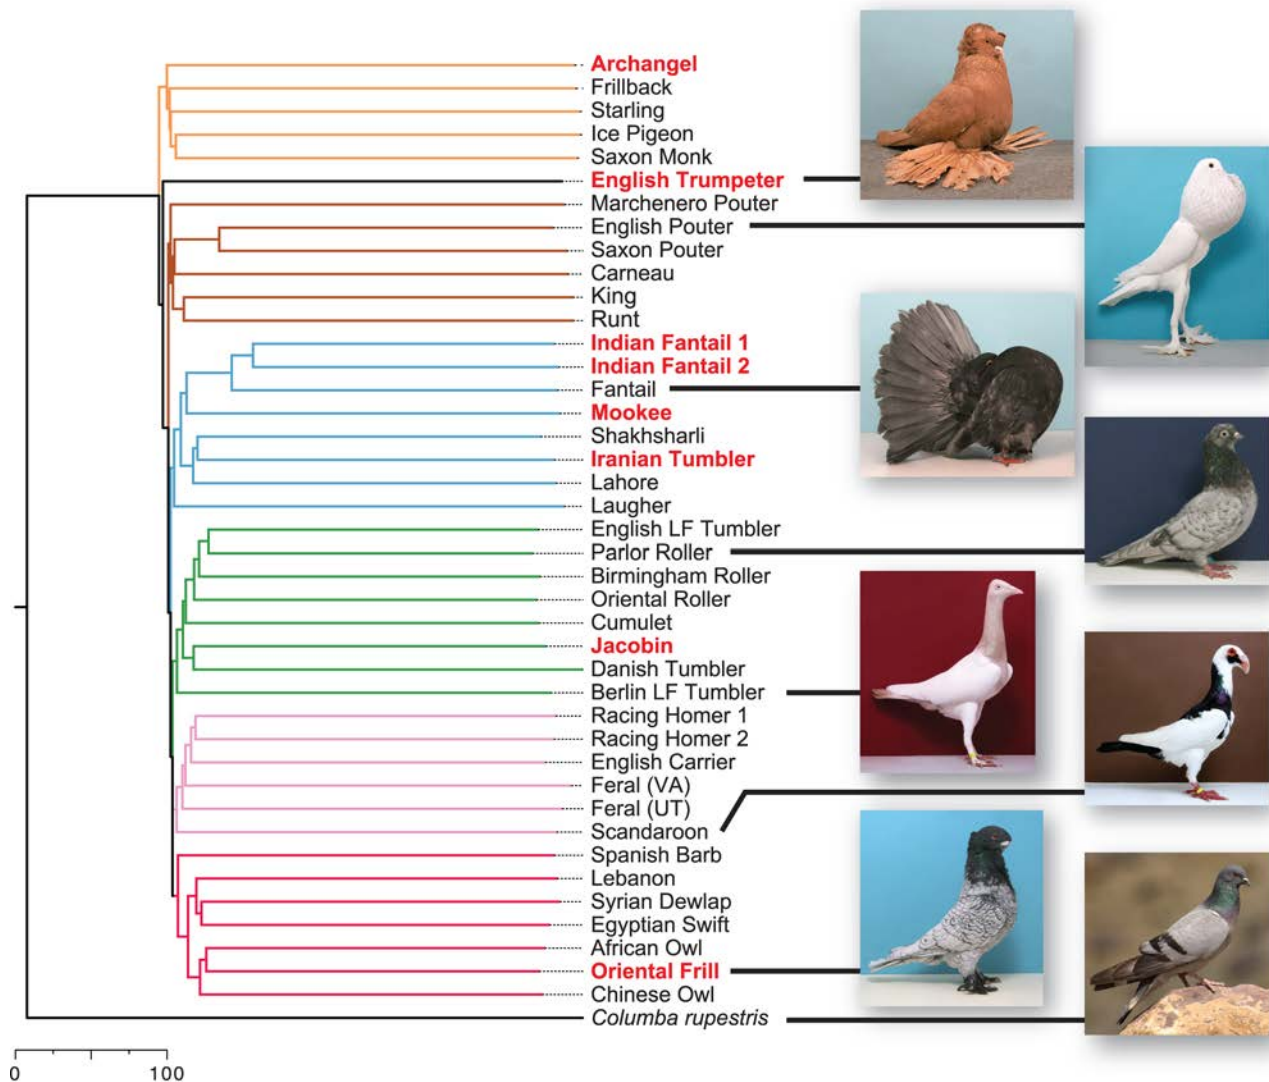 Archangel
Frillback
Starling
Ice Pigeon
Saxon Monk
English Trumpeter
Marchenero Pouter
English Pouter
Saxon Pouter
Carneau
King
Runt
Indian Fantail 1
Indian Fantail 2
Fantail
Mookee
Shakhsharli
Iranian Tumbler
Lahore
Laugher
English LF Tumbler
Parlor Roller
Birmingham Roller
Oriental Roller
Cumulet
Jacobin
Danish Tumbler
Berlin LF Tumbler
Racing Homer 1
Racing Homer 2
English Carrier
Feral (VA)
Feral (UT)
Scandaroon
Spanish Barb
Lebanon
Syrian Dewlap
Egyptian Swift
African Owl
Oriental Frill
Chinese Owl
Columba rupestris
0 100